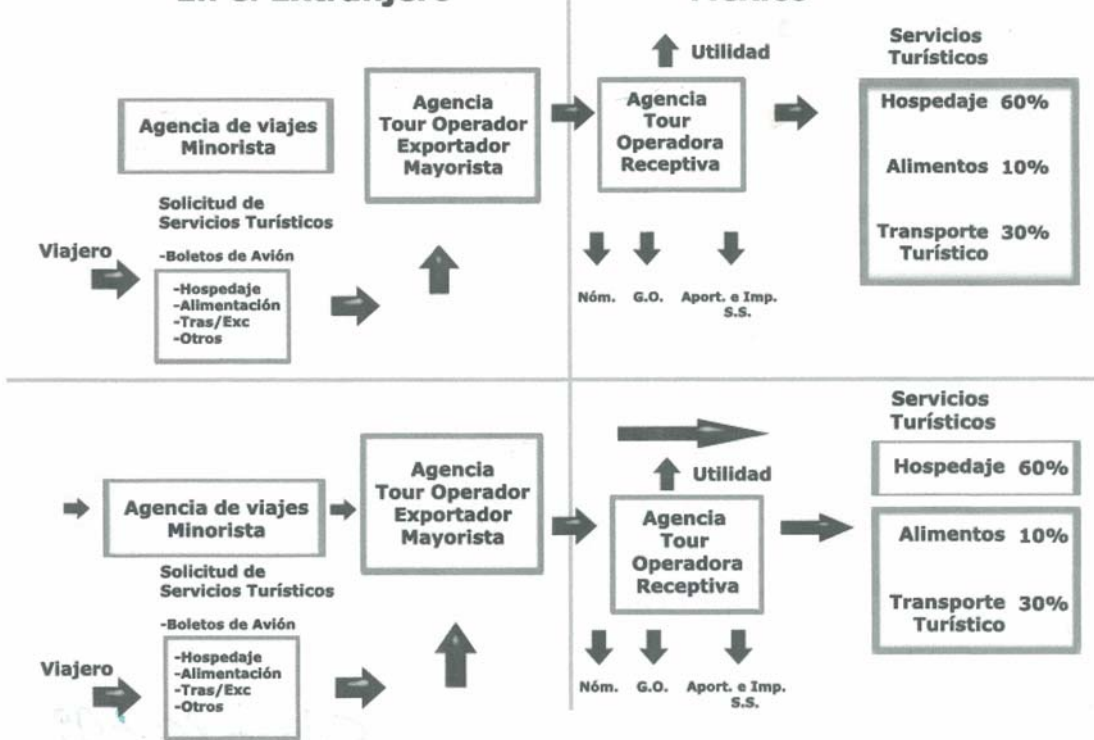 Utilidad
Servicios
Turísticos
Agencia de viajes
Minorista
Agencia
Tour Operador
Exportador
Mayorista
Agencia
Tour
Operadora
Receptiva
Hospedaje 60%
Alimentos 10%
Transporte 30%
Turístico
Solicitud de
Servicios Turísticos
Viajero
-Boletos de Avión
-Hospedaje
-Alimentación
-Tras/Exc
-Otros
Nóm. G.O. Aport. e Imp.
S.S.
Servicios
Turísticos
Utilidad
Hospedaje 60%
Agencia de viajes
Minorista
Agencia
Tour Operador
Exportador
Mayorista
Agencia
Tour
Operadora
Receptiva
Alimentos 10%
Transporte 30%
Turístico
Solicitud de
Servicios Turísticos
-Boletos de Avión
Viajero
-Hospedaje
-Alimentación
-Tras/Exc
-Otros
Nóm. G.O. Aport. e Imp.
S.S.